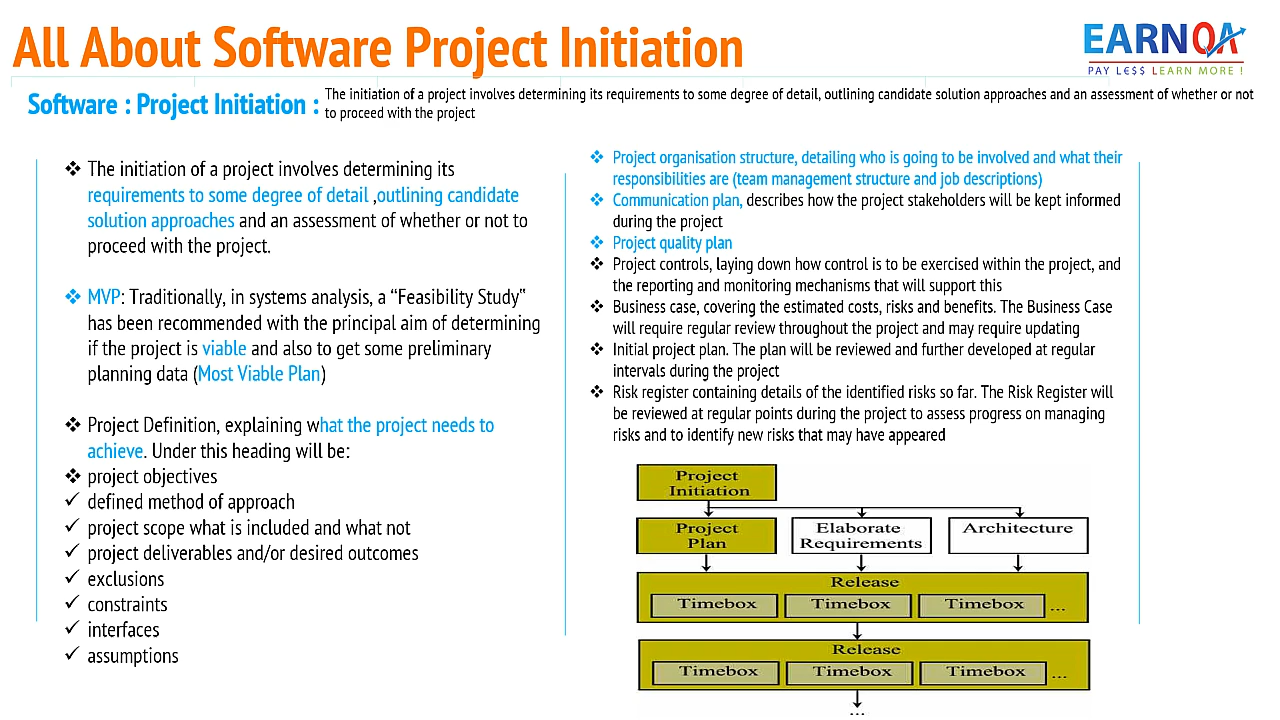 All About Software Project Initiation
EARNQA
PAY LE$$ LEARN MORE !
Software : Project Initiation :
The initiation of a project involves determining its requirements to some degree of detail, outlining candidate solution approaches and an assessment of whether or not
to proceed with the project
❖ The initiation of a project involves determining its
requirements to some degree of detail ,outlining candidate
solution approaches and an assessment of whether or not to
proceed with the project.
❖ MVP: Traditionally, in systems analysis, a “Feasibility Study‟
has been recommended with the principal aim of determining
if the project is viable and also to get some preliminary
planning data (Most Viable Plan)
❖ Project Definition, explaining what the project needs to
achieve. Under this heading will be:
❖ project objectives
✓ defined method of approach
✓ project scope what is included and what not
✓ project deliverables and/or desired outcomes
✓ exclusions
✓ constraints
✓ interfaces
✓ assumptions
❖ Project organisation structure, detailing who is going to be involved and what their
responsibilities are (team management structure and job descriptions)
❖ Communication plan, describes how the project stakeholders will be kept informed
during the project
❖ Project quality plan
❖ Project controls, laying down how control is to be exercised within the project, and
the reporting and monitoring mechanisms that will support this
❖ Business case, covering the estimated costs, risks and benefits. The Business Case
will require regular review throughout the project and may require updating
❖ Initial project plan. The plan will be reviewed and further developed at regular
intervals during the project
❖ Risk register containing details of the identified risks so far. The Risk Register will
be reviewed at regular points during the project to assess progress on managing
risks and to identify new risks that may have appeared
Project
Initiation
Project
Plan
Elaborate
Requirements
Architecture
Release
Timebox
Timebox
Timebox
...
Release
Timebox
Timebox
Timebox
...
...